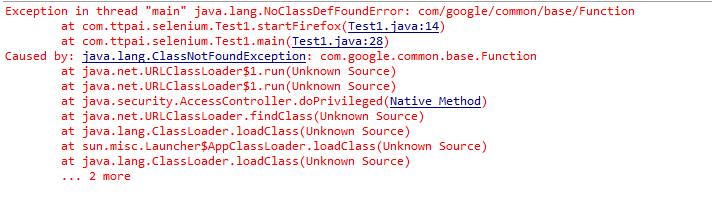 Exception in thread "main" java.lang.NoClassDefFoundError: com/google/common/base/Function
at com.ttpai.selenium.Test1.startFirefox(Test1.java:14)
at com.ttpai.selenium.Test1.main(Test1.java:28)
Caused by: java.lang.ClassNotFoundException: com.google.common.base.Function
at java.net.URLClassLoader$1.run(Unknown Source)
at java.net.URLClassLoader$1.run(Unknown Source)
at java.security.AccessController.doPrivileged(Native Method)
at java.net.URLClassLoader.findClass(Unknown Source)
at java.lang.ClassLoader.loadClass(Unknown Source)
at sun.misc.Launcher$AppClassLoader.loadClass(Unknown Source)
at java.lang.ClassLoader.loadClass(Unknown Source)
... 2 more